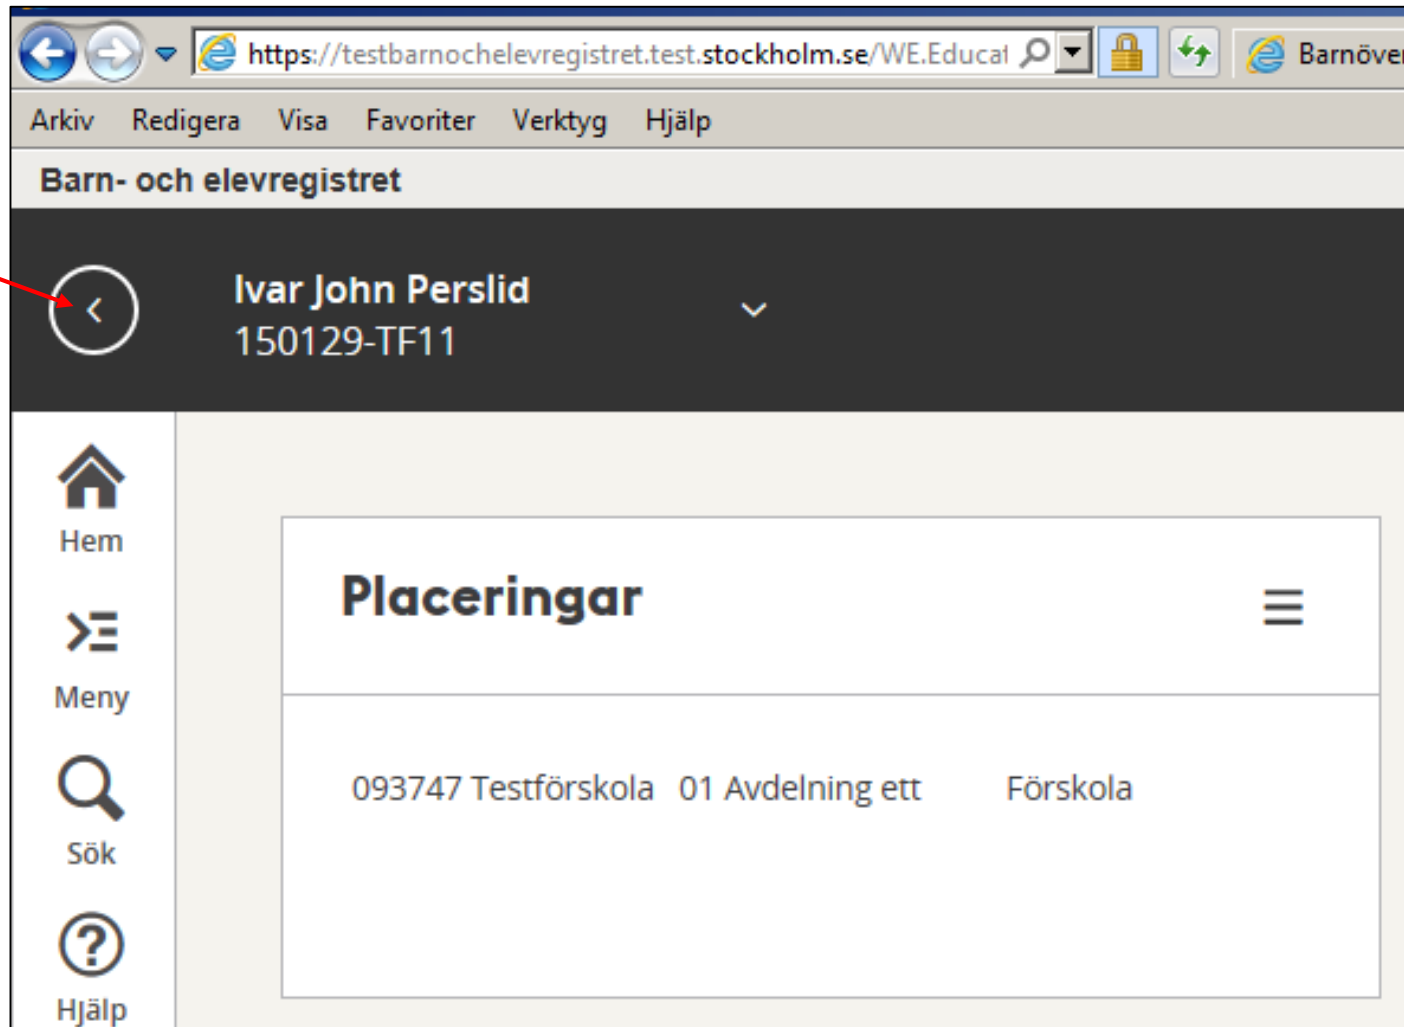 https://testbarnochelevregistret.test.stockholm.se/WE.Educat
Barnöver
Arkiv Redigera Visa Favoriter Verktyg Hjälp
Barn- och elevregistret
Ivar John Perslid
150129-TF11
Hem
Meny
Sök
Hjälp
Placeringar
093747 Testförskola 01 Avdelning ett Förskola